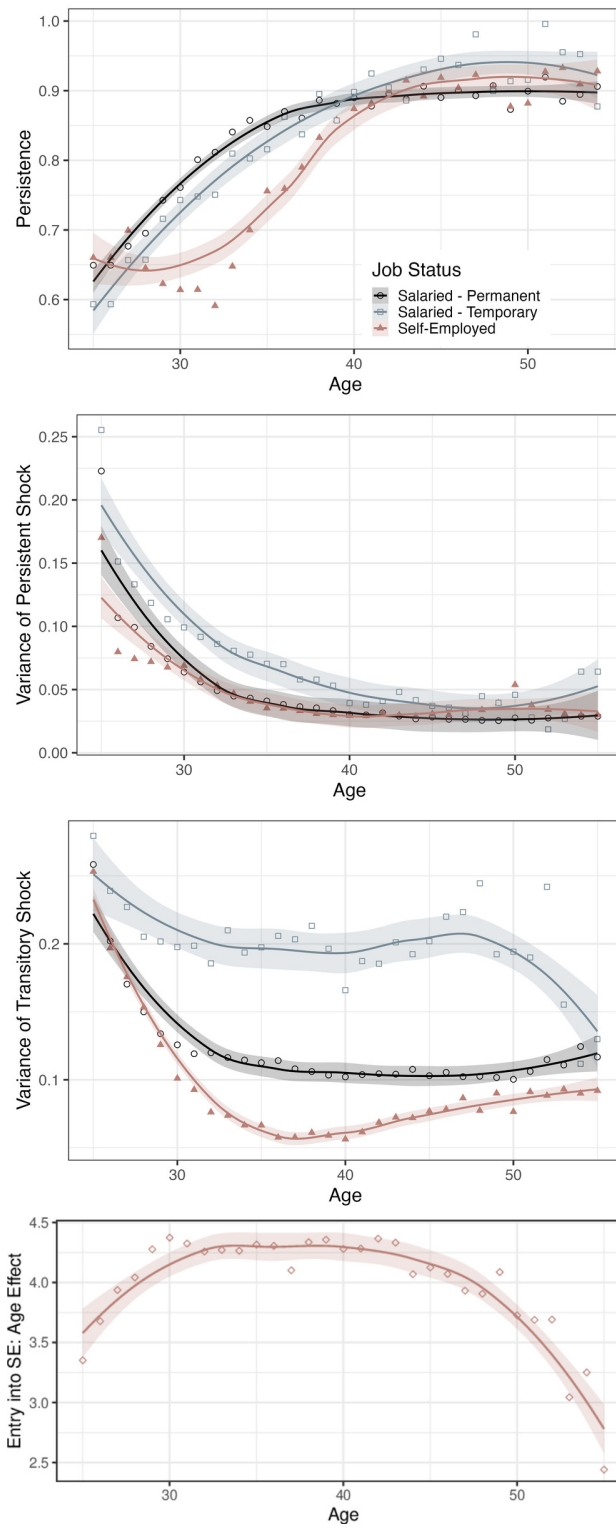 1.0
0.9
0.8
0.7
0.6
Persistence
Job Status
Salaried - Permanent
Salaried - Temporary
Self-Employed
30
40
50
Age
0.25
0.20
0.15
0.10
0.05
0.00
Variance of Persistent Shock
30
40
50
Age
0.2
0.1
Variance of Transitory Shock
30
40
50
Age
4.5
4.0
3.5
3.0
2.5
Entry into SE: Age Effect
30
40
50
Age